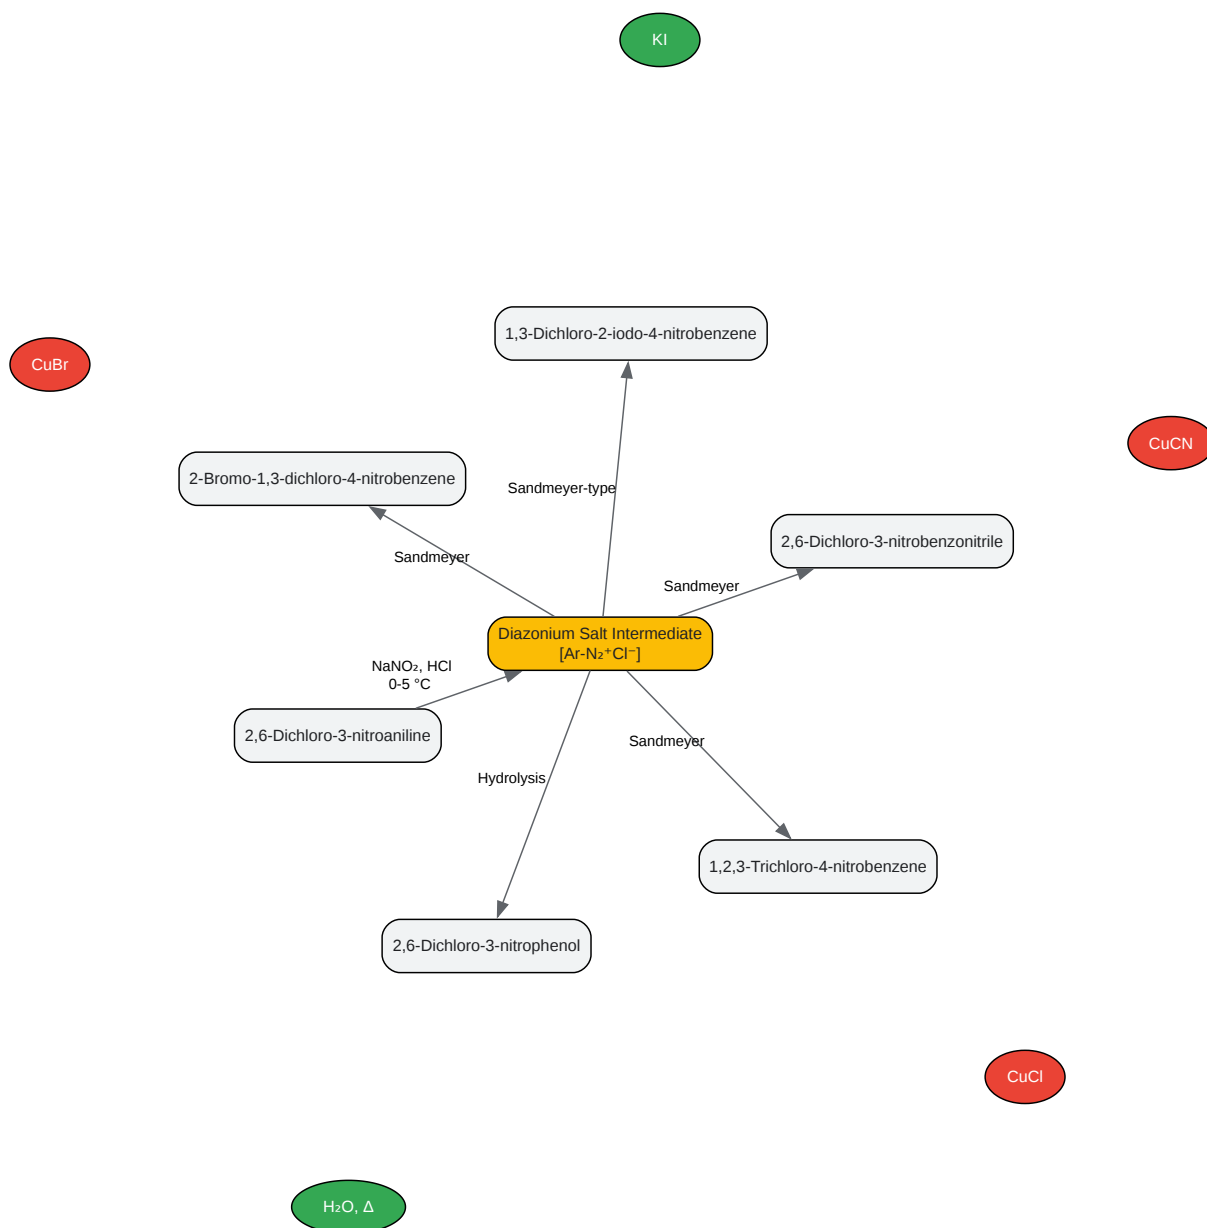 KI
1,3-Dichloro-2-iodo-4-nitrobenzene
CuBr
CuCN
2-Bromo-1,3-dichloro-4-nitrobenzene
Sandmeyer-type
2,6-Dichloro-3-nitrobenzonitrile
Sandmeyer
Sandmeyer
Diazonium Salt Intermediate
[Ar-N₂⁺Cl⁻]
NaNO₂, HCl
0-5 °C
2,6-Dichloro-3-nitroaniline
Sandmeyer
Hydrolysis
1,2,3-Trichloro-4-nitrobenzene
2,6-Dichloro-3-nitrophenol
CuCl
H₂O, Δ